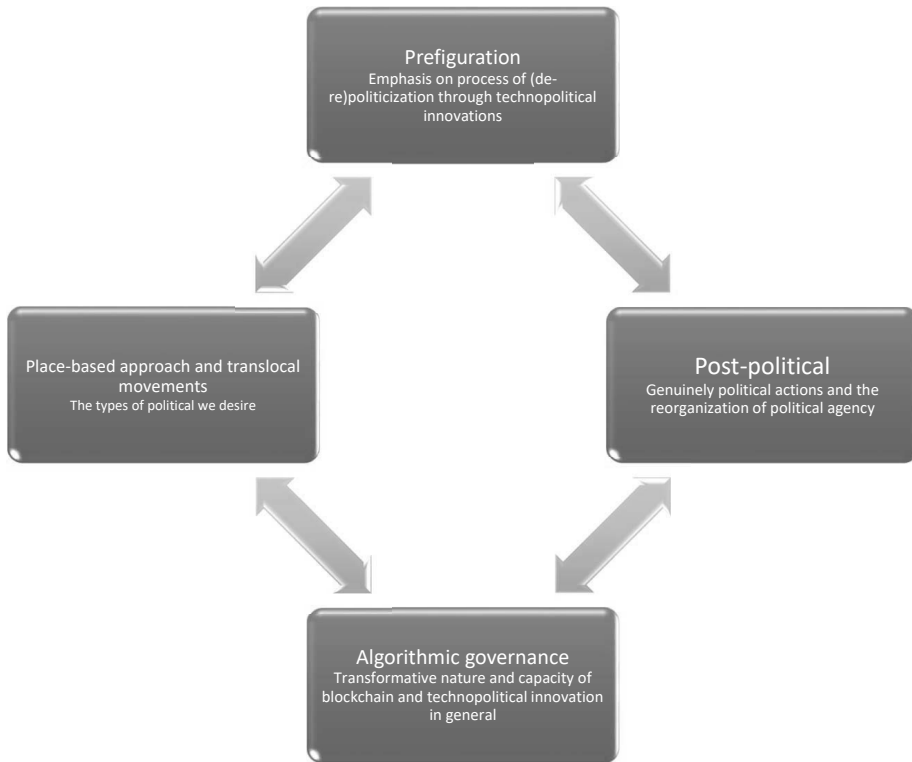 Prefiguration
Emphasis on process of (de-
re)politicization through technopolitical
innovations
Place-based approach and translocal
movements
The types of political we desire
Post-political
Genuinely political actions and the
reorganization of political agency
Algorithmic governance
Transformative nature and capacity of
blockchain and technopolitical innovation
in general